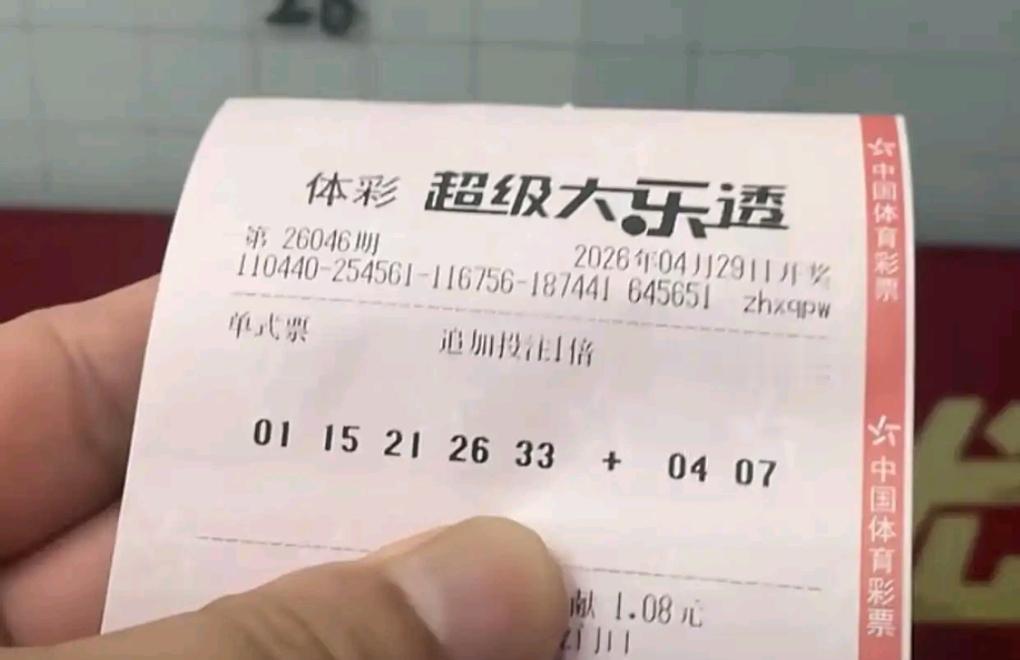 体彩 超级大乐透
第 26046期 2026年04月29日开奖
110440-254561-116756-187441 645651 zhxqpw
单式票 追加投注1倍
01 15 21 26 33 + 04 07
献 1.08元
中国体育彩票
中国体育彩票